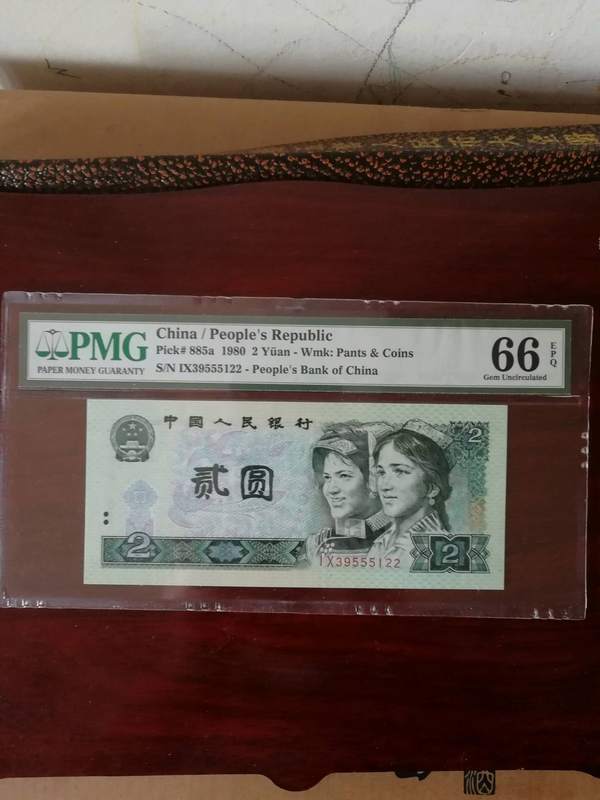 PMG
PAPER MONEY GUARANTY
China / People's Republic
Pick# 885a 1980 2 Yüan - Wmk: Pants & Coins
S/N IX39555122 - People's Bank of China
66
EPQ
Gem Uncirculated
中国人民银行
2
贰圆
2
IX39555122
2